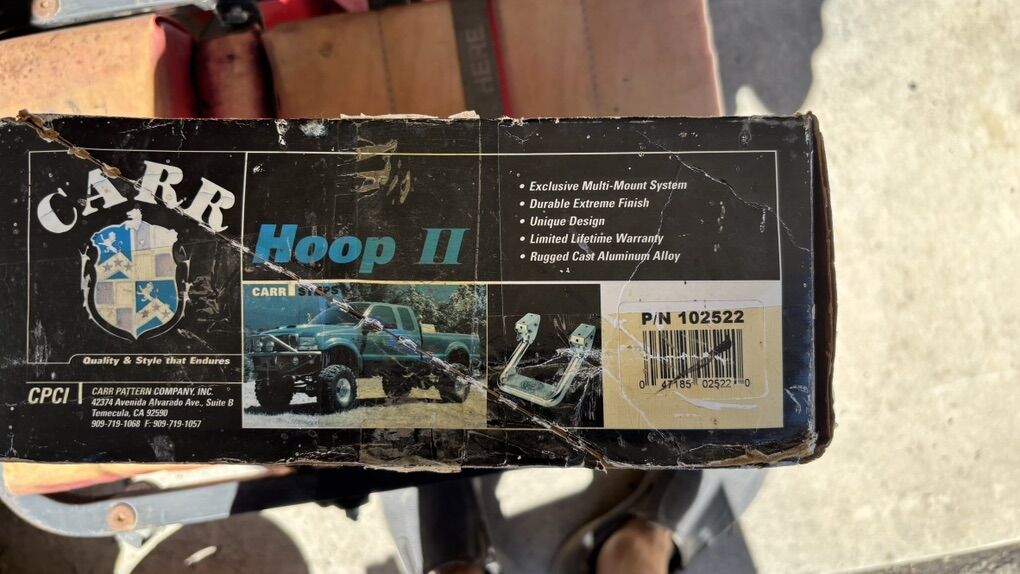 HERE
CARR
Quality & Style that Endures
CPCI
CARR PATTERN COMPANY, INC.
42374 Avenida Alvarado Ave., Suite B
Temecula, CA 92590
909-719-1068 F: 909-719-1057
Hoop II
• Exclusive Multi-Mount System
• Durable Extreme Finish
• Unique Design
• Limited Lifetime Warranty
• Rugged Cast Aluminum Alloy
CARR STEPS
P/N 102522
0 47185 02522 0